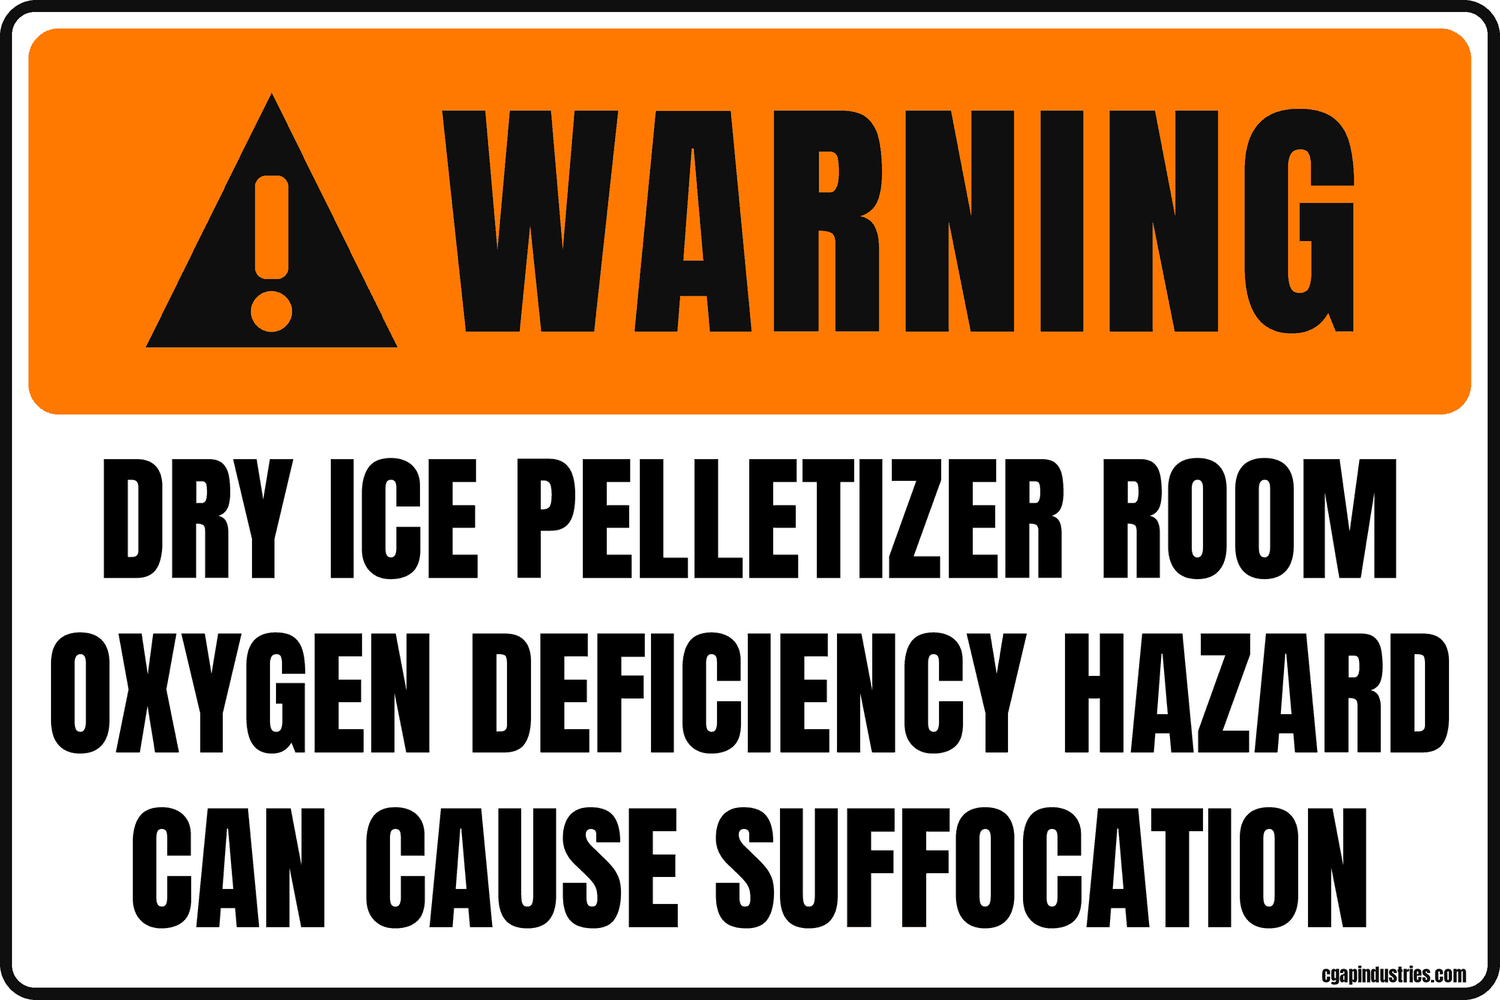 WARNING
DRY ICE PELLETIZER ROOM
OXYGEN DEFICIENCY HAZARD
CAN CAUSE SUFFOCATION
cgapindustries.com